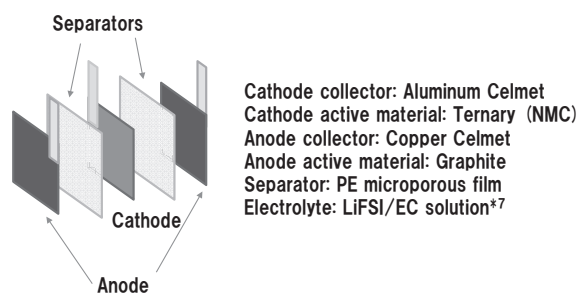 Separators
Cathode collector: Aluminum Celmet
Cathode active material: Ternary (NMC)
Anode collector: Copper Celmet
Anode active material: Graphite
Separator: PE microporous film
Electrolyte: LiFSI/EC solution*7
Cathode
Anode